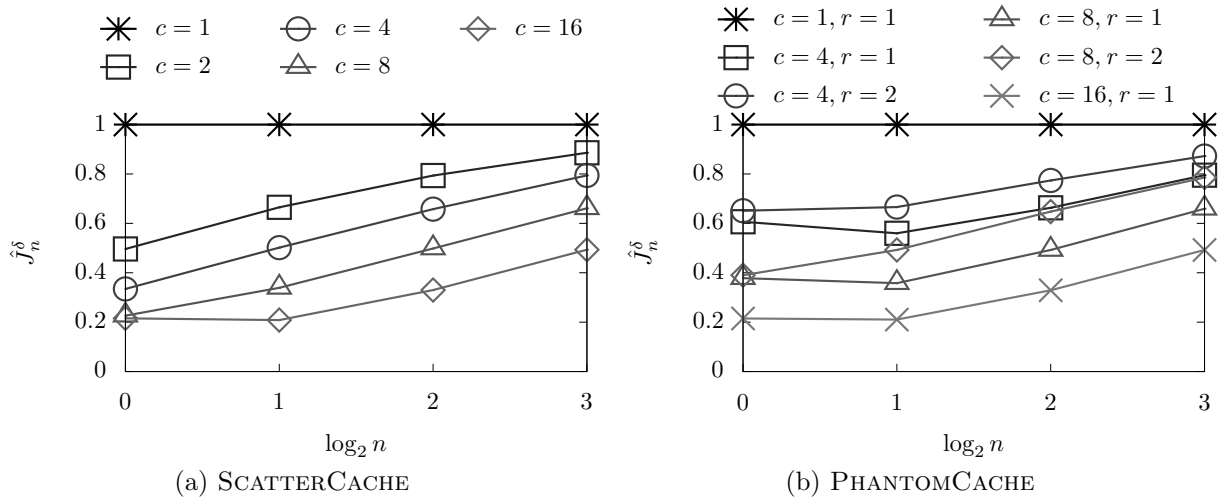 c = 1
c = 4
c = 16
c = 2
c = 8
1
0.8
0.6
0.4
0.2
0
Ĵₙᵟ
0 1 2 3
log₂ n
(a) SCATTERCACHE
c = 1, r = 1
c = 8, r = 1
c = 4, r = 1
c = 8, r = 2
c = 4, r = 2
c = 16, r = 1
1
0.8
0.6
0.4
0.2
0
Ĵₙᵟ
0 1 2 3
log₂ n
(b) PHANTOMCACHE